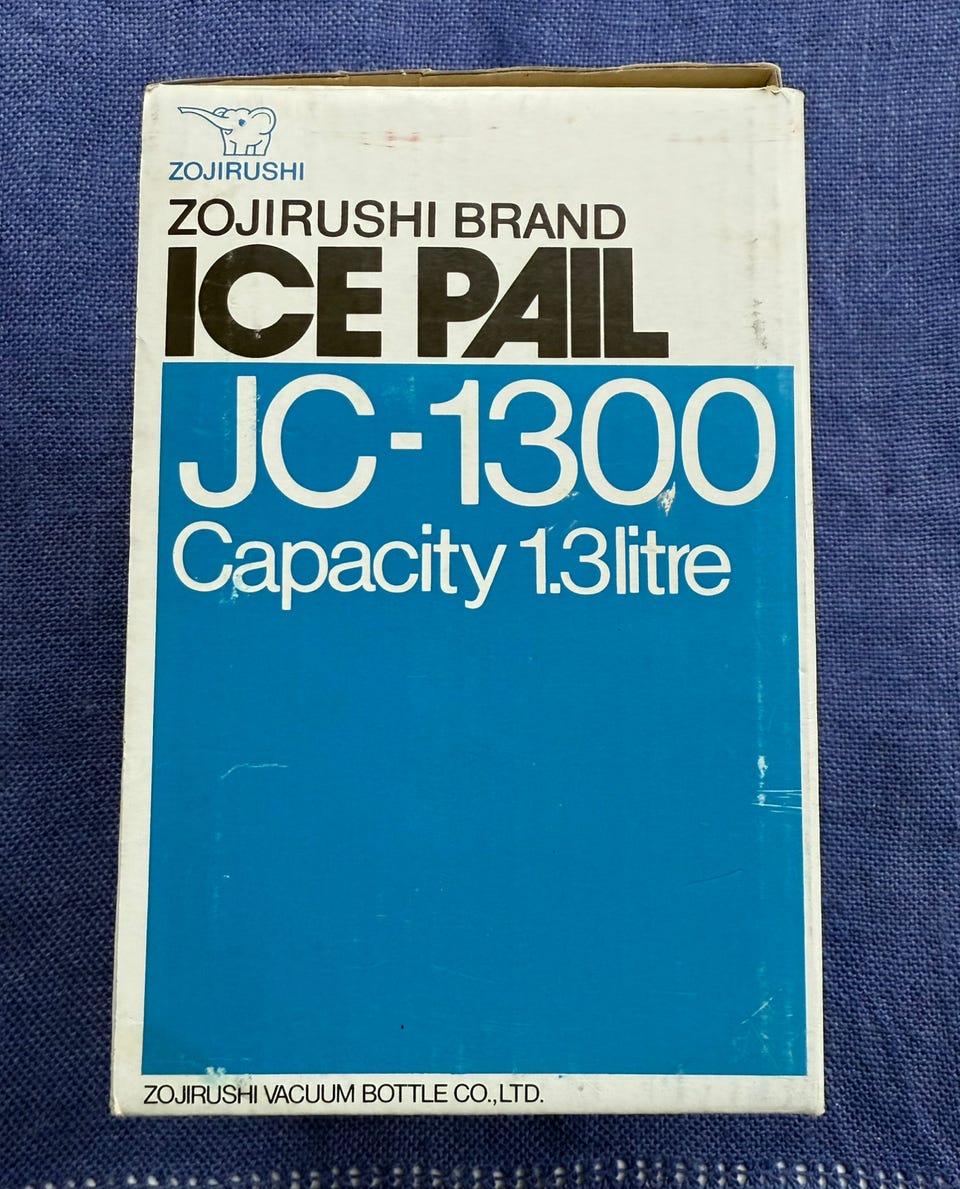 ZOJIRUSHI
ZOJIRUSHI BRAND
ICE PAIL
JC-1300
Capacity 1.3litre
ZOJIRUSHI VACUUM BOTTLE CO.,LTD.